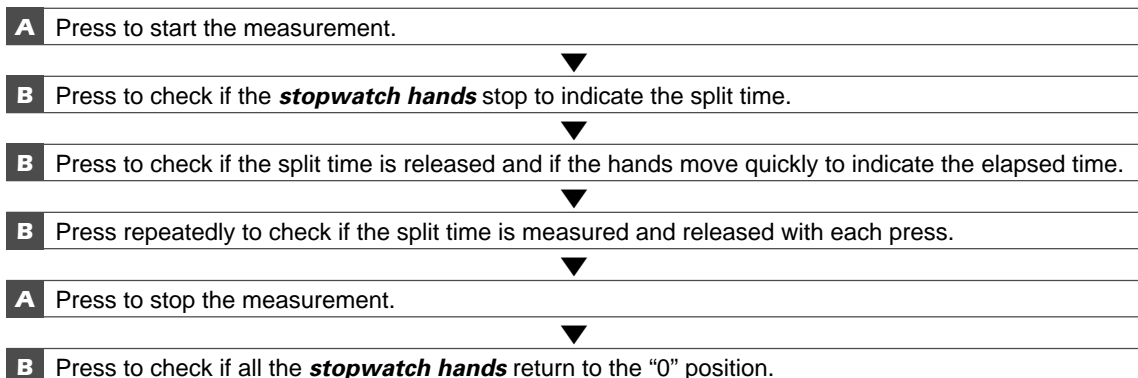 A Press to start the measurement.
B Press to check if the stopwatch hands stop to indicate the split time.
B Press to check if the split time is released and if the hands move quickly to indicate the elapsed time.
B Press repeatedly to check if the split time is measured and released with each press.
A Press to stop the measurement.
B Press to check if all the stopwatch hands return to the “0” position.